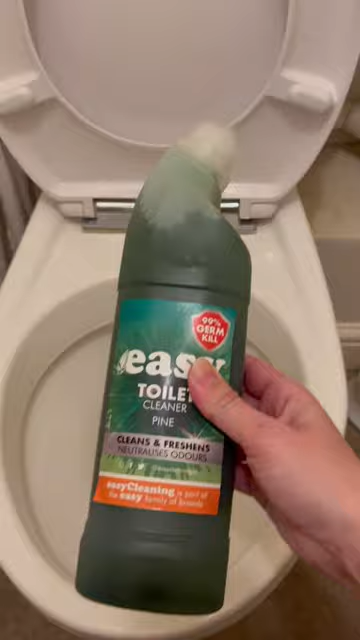 99%
GERM
KILL
easy
TOILET
CLEANER
PINE
CLEANS & FRESHENS
NEUTRALISES ODOURS
easyCleaning is part of
the easy family of brands